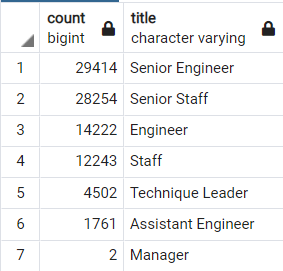 count title
bigint character varying
1 29414 Senior Engineer
2 28254 Senior Staff
3 14222 Engineer
4 12243 Staff
5 4502 Technique Leader
6 1761 Assistant Engineer
7 2 Manager